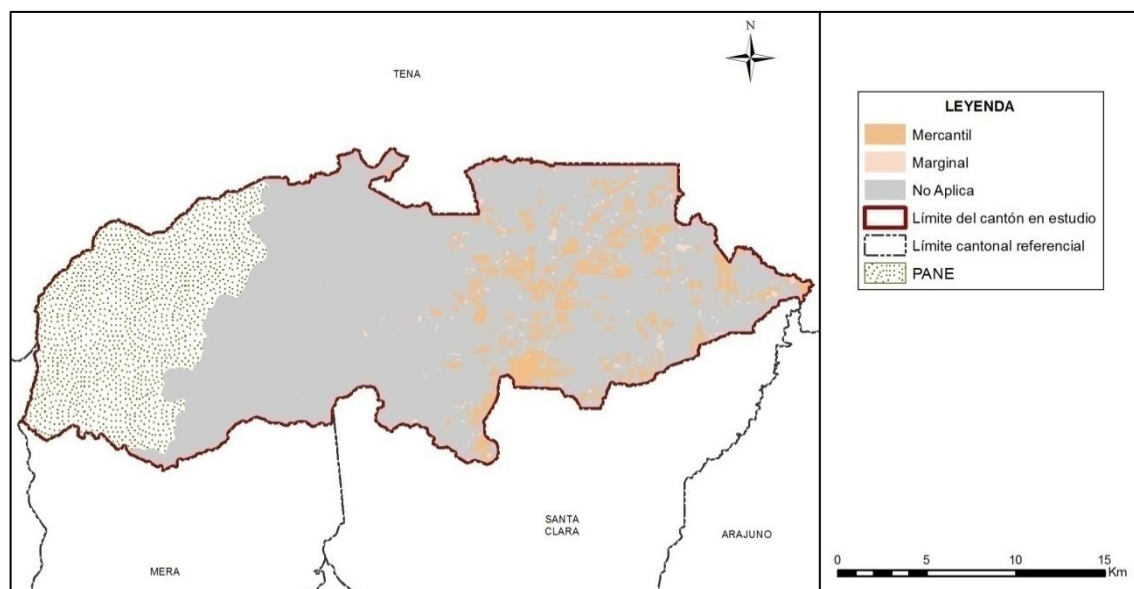 N
TENA
SANTA
CLARA
ARAJUNO
MERA
LEYENDA
Mercantil
Marginal
No Aplica
Límite del cantón en estudio
Límite cantonal referencial
PANE
0 5 10 15
Km